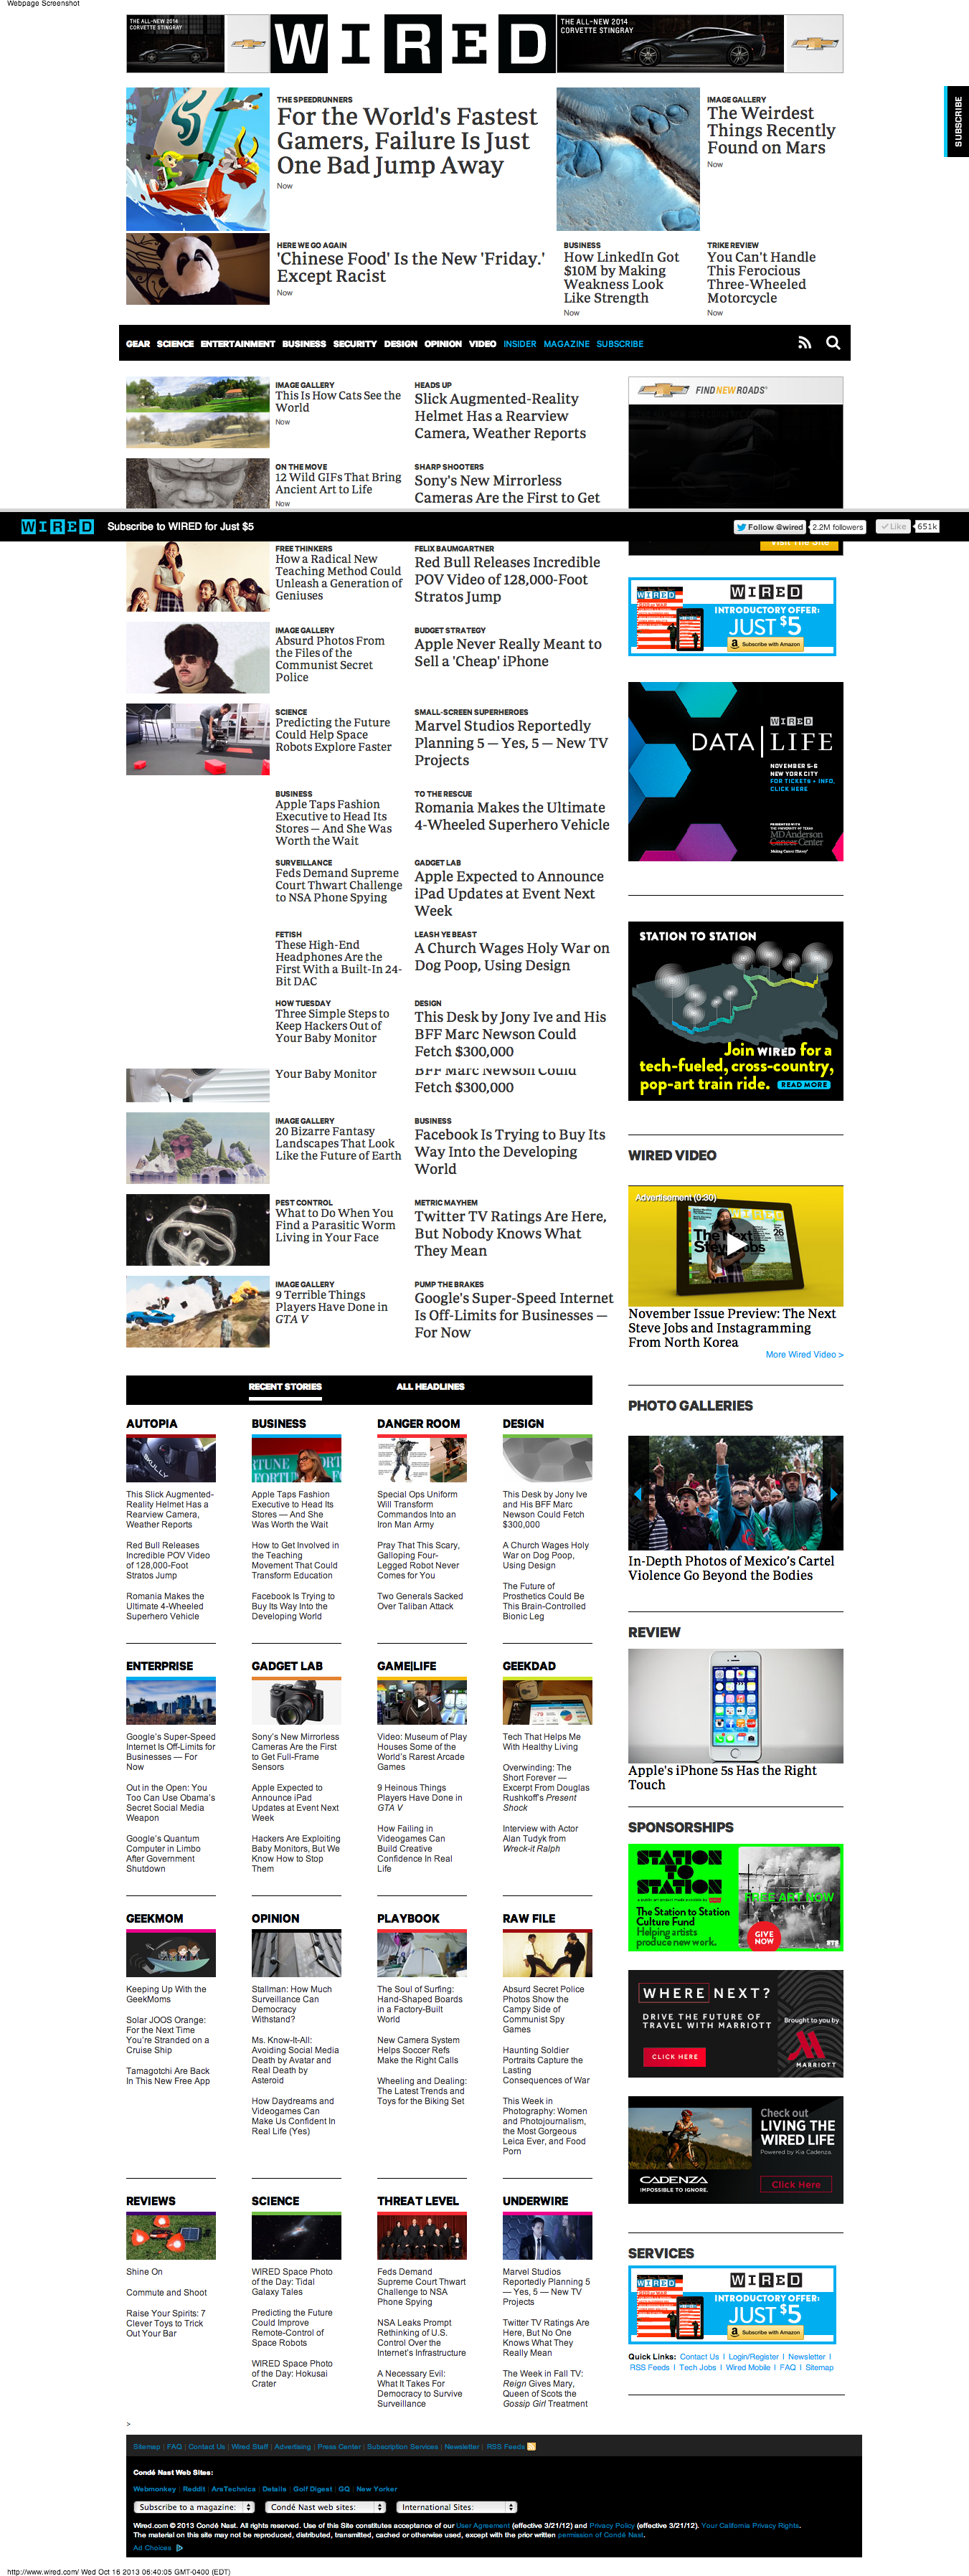 Webpage Screenshot
THE ALL-NEW 2014
CORVETTE STINGRAY
WIRED
THE ALL-NEW 2014
CORVETTE STINGRAY
SUBSCRIBE
THE SPEEDRUNNERS
For the World's Fastest
Gamers, Failure Is Just
One Bad Jump Away
Now
IMAGE GALLERY
The Weirdest
Things Recently
Found on Mars
Now
HERE WE GO AGAIN
'Chinese Food' Is the New 'Friday.'
Except Racist
Now
BUSINESS
How LinkedIn Got
$10M by Making
Weakness Look
Like Strength
Now
TRIKE REVIEW
You Can't Handle
This Ferocious
Three-Wheeled
Motorcycle
Now
GEAR SCIENCE ENTERTAINMENT BUSINESS SECURITY DESIGN OPINION VIDEO INSIDER MAGAZINE SUBSCRIBE
IMAGE GALLERY
This Is How Cats See the
World
Now
HEADS UP
Slick Augmented-Reality
Helmet Has a Rearview
Camera, Weather Reports
FIND NEW ROADS
ON THE MOVE
12 Wild GIFs That Bring
Ancient Art to Life
Now
SHARP SHOOTERS
Sony's New Mirrorless
Cameras Are the First to Get
WIRED Subscribe to WIRED for Just $5
Follow @wired 2.2M followers Like 651k
Visit The Site
FREE THINKERS
How a Radical New
Teaching Method Could
Unleash a Generation of
Geniuses
FELIX BAUMGARTNER
Red Bull Releases Incredible
POV Video of 128,000-Foot
Stratos Jump
WIRED
WIRED
INTRODUCTORY OFFER:
JUST $5
Subscribe with Amazon
IMAGE GALLERY
Absurd Photos From
the Files of the
Communist Secret
Police
BUDGET STRATEGY
Apple Never Really Meant to
Sell a 'Cheap' iPhone
SCIENCE
Predicting the Future
Could Help Space
Robots Explore Faster
SMALL-SCREEN SUPERHEROES
Marvel Studios Reportedly
Planning 5 — Yes, 5 — New TV
Projects
WIRED
DATA | LIFE
NOVEMBER 5-6
NEW YORK CITY
FOR TICKETS + INFO,
CLICK HERE
PRESENTED WITH
THE UNIVERSITY OF TEXAS
MD Anderson
Cancer Center
Making Cancer History
BUSINESS
Apple Taps Fashion
Executive to Head Its
Stores — And She Was
Worth the Wait
TO THE RESCUE
Romania Makes the Ultimate
4-Wheeled Superhero Vehicle
SURVEILLANCE
Feds Demand Supreme
Court Thwart Challenge
to NSA Phone Spying
GADGET LAB
Apple Expected to Announce
iPad Updates at Event Next
Week
FETISH
These High-End
Headphones Are the
First With a Built-In 24-
Bit DAC
LEASH YE BEAST
A Church Wages Holy War on
Dog Poop, Using Design
HOW TUESDAY
Three Simple Steps to
Keep Hackers Out of
Your Baby Monitor
DESIGN
This Desk by Jony Ive and His
BFF Marc Newson Could
Fetch $300,000
STATION TO STATION
Join WIRED for a
tech-fueled, cross-country,
pop-art train ride. READ MORE
Your Baby Monitor
BFF Marc Newson Could
Fetch $300,000
IMAGE GALLERY
20 Bizarre Fantasy
Landscapes That Look
Like the Future of Earth
BUSINESS
Facebook Is Trying to Buy Its
Way Into the Developing
World
PEST CONTROL
What to Do When You
Find a Parasitic Worm
Living in Your Face
METRIC MAYHEM
Twitter TV Ratings Are Here,
But Nobody Knows What
They Mean
IMAGE GALLERY
9 Terrible Things
Players Have Done in
GTA V
PUMP THE BRAKES
Google's Super-Speed Internet
Is Off-Limits for Businesses —
For Now
WIRED VIDEO
Advertisement (0:30)
WIRED
The Next
Steve Jobs
26
November Issue Preview: The Next
Steve Jobs and Instagramming
From North Korea
More Wired Video >
PHOTO GALLERIES
In-Depth Photos of Mexico's Cartel
Violence Go Beyond the Bodies
REVIEW
Apple's iPhone 5s Has the Right
Touch
SPONSORSHIPS
STATION
TO
STATION
The Station to Station
Culture Fund
Helping artists
produce new work.
FREE ART NOW
GIVE
NOW
WHERE NEXT?
DRIVE THE FUTURE OF
TRAVEL WITH MARRIOTT
CLICK HERE
Brought to you by
MARRIOTT
Check out
LIVING THE
WIRED LIFE
Powered by Kia Cadenza.
CADENZA
IMPOSSIBLE TO IGNORE.
Click Here
SERVICES
WIRED
WIRED
INTRODUCTORY OFFER:
JUST $5
Subscribe with Amazon
Quick Links: Contact Us | Login/Register | Newsletter |
RSS Feeds | Tech Jobs | Wired Mobile | FAQ | Sitemap
RECENT STORIES
ALL HEADLINES
AUTOPIA
SKULLY
This Slick Augmented-
Reality Helmet Has a
Rearview Camera,
Weather Reports
Red Bull Releases
Incredible POV Video
of 128,000-Foot
Stratos Jump
Romania Makes the
Ultimate 4-Wheeled
Superhero Vehicle
BUSINESS
Apple Taps Fashion
Executive to Head Its
Stores — And She
Was Worth the Wait
How to Get Involved in
the Teaching
Movement That Could
Transform Education
Facebook Is Trying to
Buy Its Way Into the
Developing World
DANGER ROOM
Special Ops Uniform
Will Transform
Commandos Into an
Iron Man Army
Pray That This Scary,
Galloping Four-
Legged Robot Never
Comes for You
Two Generals Sacked
Over Taliban Attack
DESIGN
This Desk by Jony Ive
and His BFF Marc
Newson Could Fetch
$300,000
A Church Wages Holy
War on Dog Poop,
Using Design
The Future of
Prosthetics Could Be
This Brain-Controlled
Bionic Leg
ENTERPRISE
Google's Super-Speed
Internet Is Off-Limits for
Businesses — For
Now
Out in the Open: You
Too Can Use Obama's
Secret Social Media
Weapon
Google's Quantum
Computer in Limbo
After Government
Shutdown
GADGET LAB
Sony's New Mirrorless
Cameras Are the First
to Get Full-Frame
Sensors
Apple Expected to
Announce iPad
Updates at Event Next
Week
Hackers Are Exploiting
Baby Monitors, But We
Know How to Stop
Them
GAME|LIFE
Video: Museum of Play
Houses Some of the
World's Rarest Arcade
Games
9 Heinous Things
Players Have Done in
GTA V
How Failing in
Videogames Can
Build Creative
Confidence In Real
Life
GEEKDAD
Tech That Helps Me
With Healthy Living
Overwinding: The
Short Forever —
Excerpt From Douglas
Rushkoff's Present
Shock
Interview with Actor
Alan Tudyk from
Wreck-it Ralph
GEEKMOM
Keeping Up With the
GeekMoms
Solar JOOS Orange:
For the Next Time
You're Stranded on a
Cruise Ship
Tamagotchi Are Back
In This New Free App
OPINION
Stallman: How Much
Surveillance Can
Democracy
Withstand?
Ms. Know-It-All:
Avoiding Social Media
Death by Avatar and
Real Death by
Asteroid
How Daydreams and
Videogames Can
Make Us Confident In
Real Life (Yes)
PLAYBOOK
The Soul of Surfing:
Hand-Shaped Boards
in a Factory-Built
World
New Camera System
Helps Soccer Refs
Make the Right Calls
Wheeling and Dealing:
The Latest Trends and
Toys for the Biking Set
RAW FILE
Absurd Secret Police
Photos Show the
Campy Side of
Communist Spy
Games
Haunting Soldier
Portraits Capture the
Lasting
Consequences of War
This Week in
Photography: Women
and Photojournalism,
the Most Gorgeous
Leica Ever, and Food
Porn
REVIEWS
Shine On
Commute and Shoot
Raise Your Spirits: 7
Clever Toys to Trick
Out Your Bar
SCIENCE
WIRED Space Photo
of the Day: Tidal
Galaxy Tales
Predicting the Future
Could Improve
Remote-Control of
Space Robots
WIRED Space Photo
of the Day: Hokusai
Crater
THREAT LEVEL
Feds Demand
Supreme Court Thwart
Challenge to NSA
Phone Spying
NSA Leaks Prompt
Rethinking of U.S.
Control Over the
Internet's Infrastructure
A Necessary Evil:
What It Takes For
Democracy to Survive
Surveillance
UNDERWIRE
Marvel Studios
Reportedly Planning 5
— Yes, 5 — New TV
Projects
Twitter TV Ratings Are
Here, But No One
Knows What They
Really Mean
The Week in Fall TV:
Reign Gives Mary,
Queen of Scots the
Gossip Girl Treatment
>
Sitemap | FAQ | Contact Us | Wired Staff | Advertising | Press Center | Subscription Services | Newsletter | RSS Feeds
Condé Nast Web Sites:
Webmonkey | Reddit | ArsTechnica | Details | Golf Digest | GQ | New Yorker
Subscribe to a magazine: Condé Nast web sites: International Sites:
Wired.com © 2013 Condé Nast. All rights reserved. Use of this Site constitutes acceptance of our User Agreement (effective 3/21/12) and Privacy Policy (effective 3/21/12). Your California Privacy Rights.
The material on this site may not be reproduced, distributed, transmitted, cached or otherwise used, except with the prior written permission of Condé Nast.
Ad Choices
http://www.wired.com/ Wed Oct 16 2013 06:40:05 GMT-0400 (EDT)